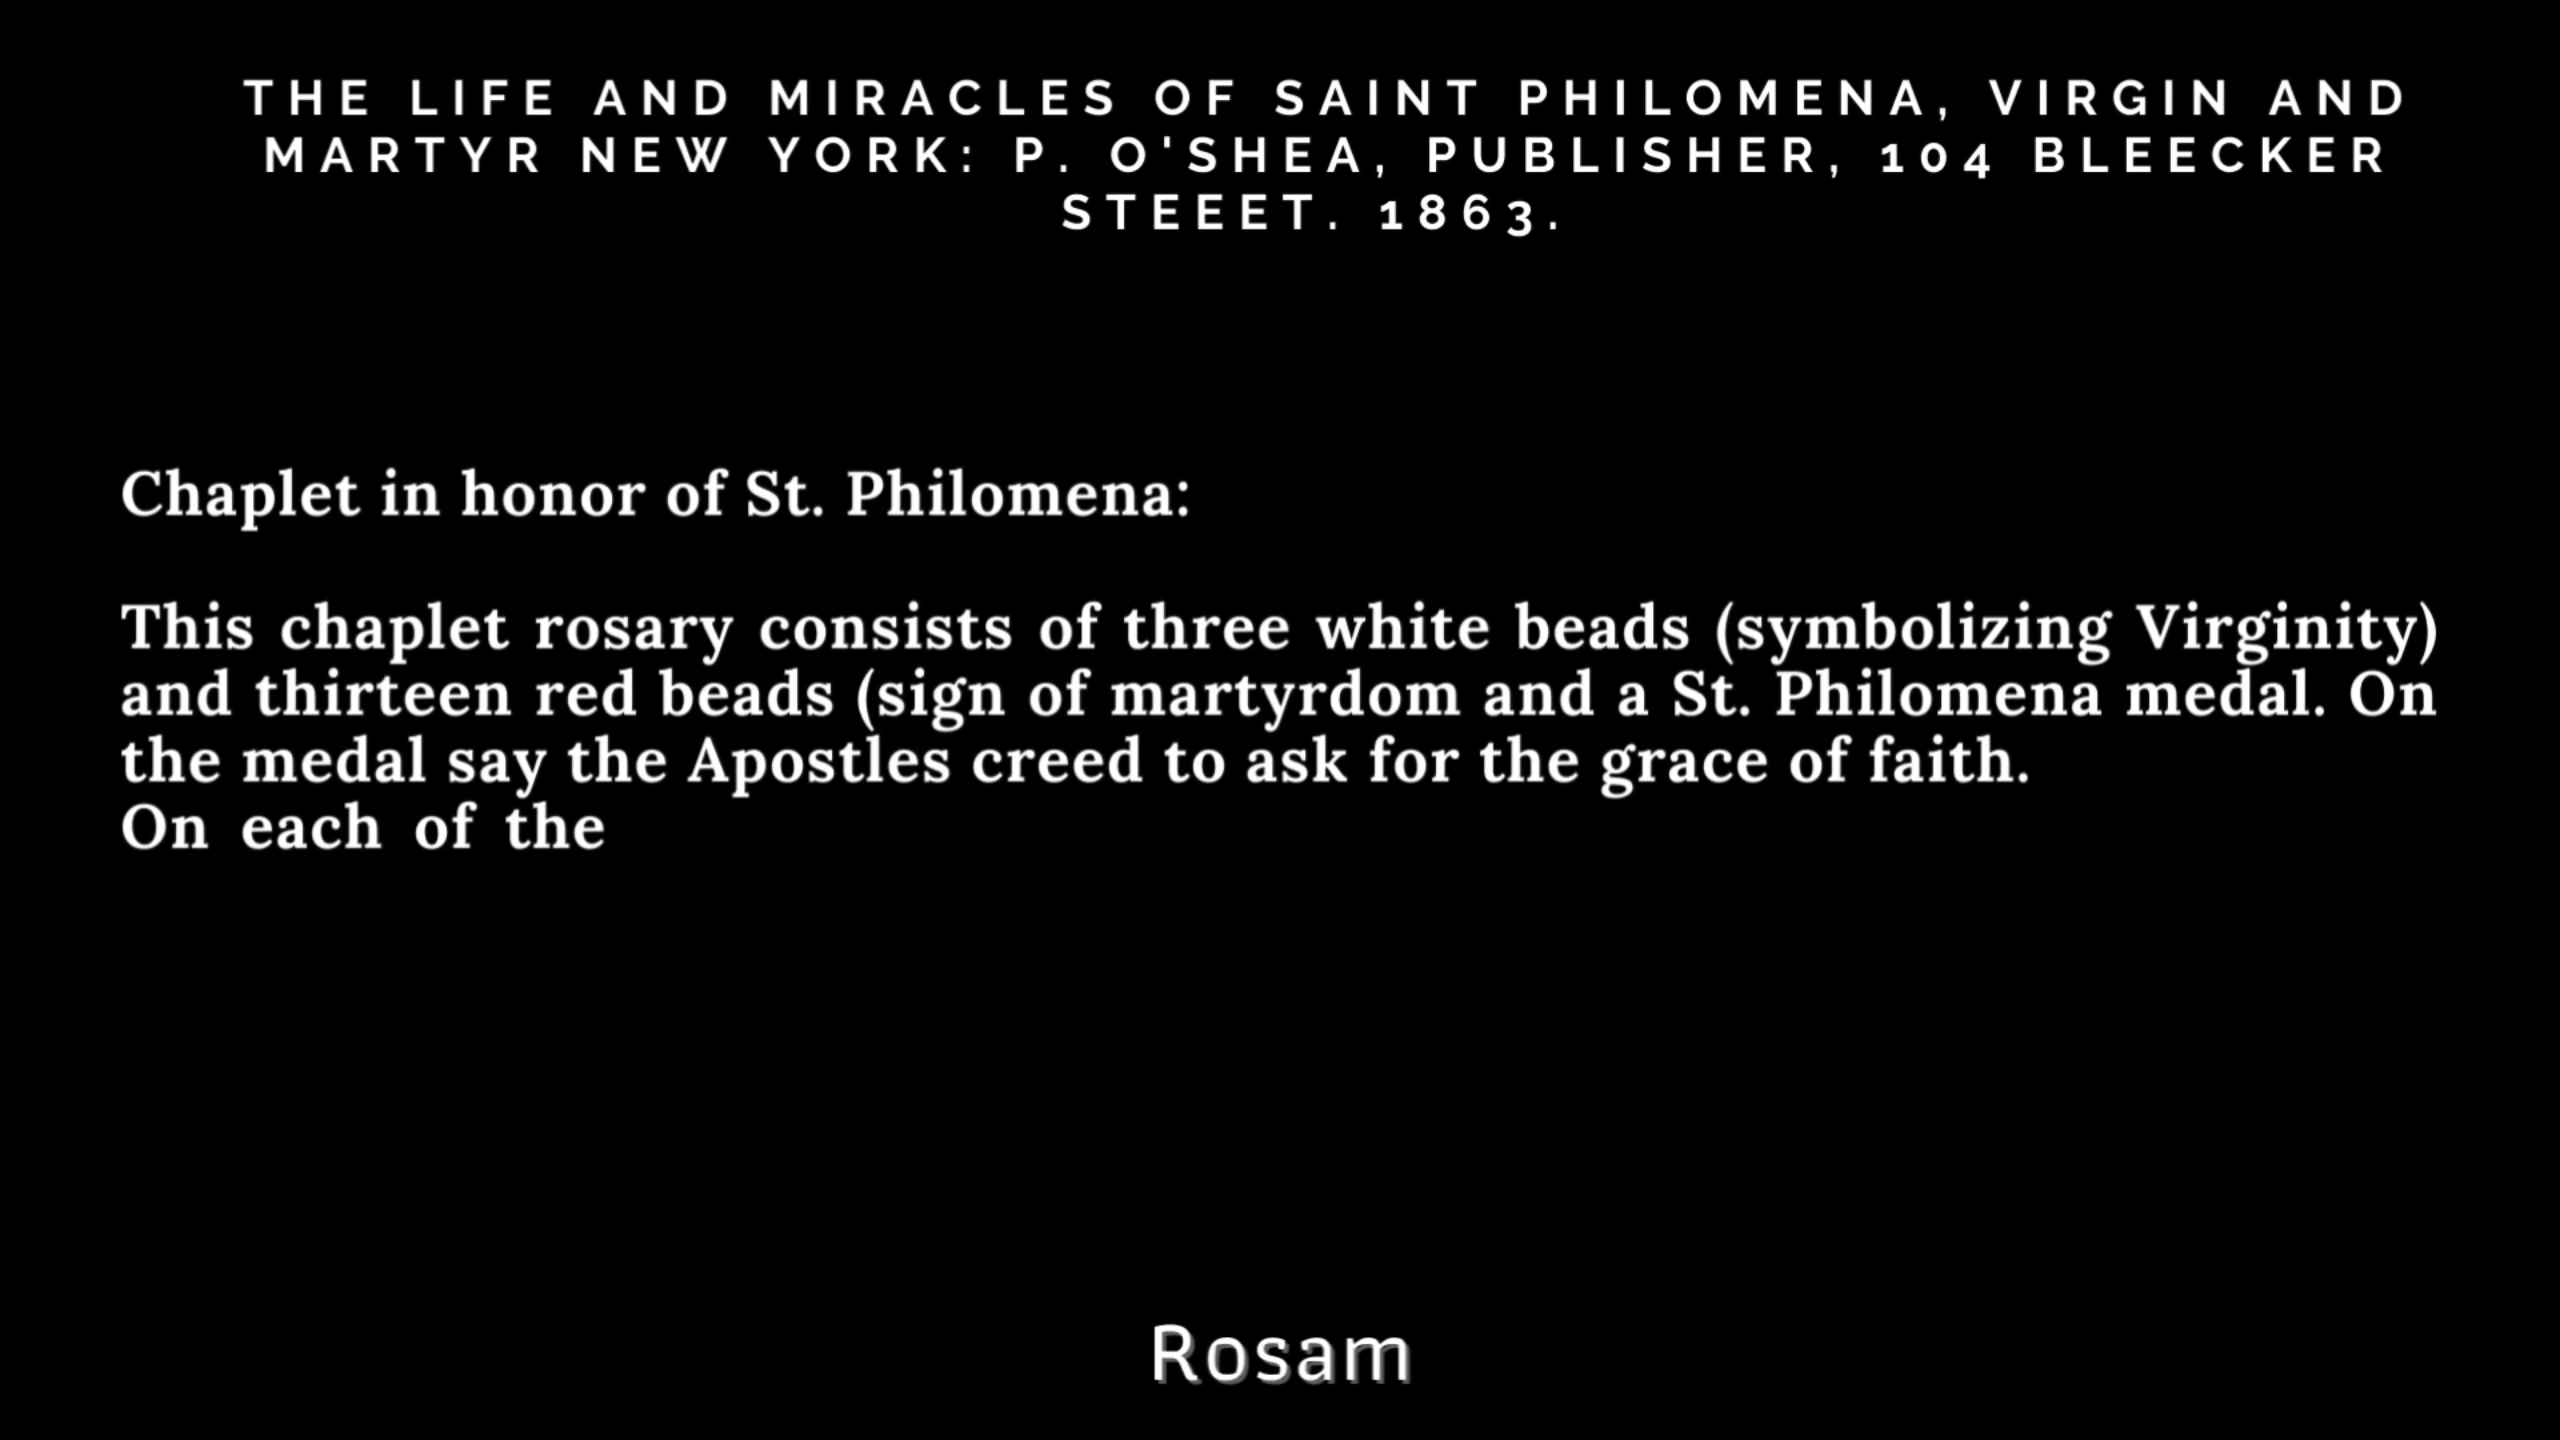 THE LIFE AND MIRACLES OF SAINT PHILOMENA, VIRGIN AND
MARTYR NEW YORK: P. O'SHEA, PUBLISHER, 104 BLEECKER
STEEET. 1863.
Chaplet in honor of St. Philomena:
This chaplet rosary consists of three white beads (symbolizing Virginity)
and thirteen red beads (sign of martyrdom and a St. Philomena medal. On
the medal say the Apostles creed to ask for the grace of faith.
On each of the
Rosam